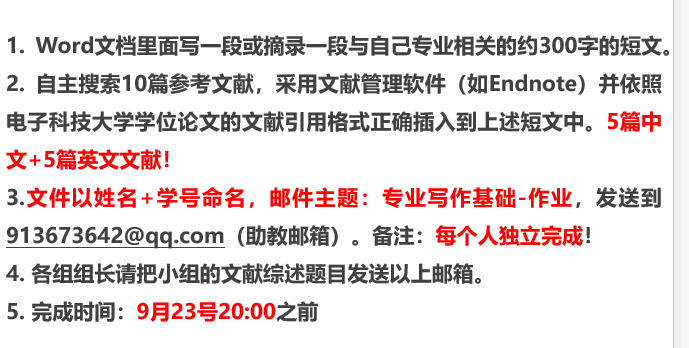 1. Word文档里面写一段或摘录一段与自己专业相关的约300字的短文。
2. 自主搜索10篇参考文献，采用文献管理软件（如Endnote）并依照
电子科技大学学位论文的文献引用格式正确插入到上述短文中。5篇中
文+5篇英文文献！
3.文件以姓名+学号命名，邮件主题：专业写作基础-作业，发送到
913673642@qq.com（助教邮箱）。备注：每个人独立完成！
4. 各组组长请把小组的文献综述题目发送以上邮箱。
5. 完成时间：9月23号20:00之前